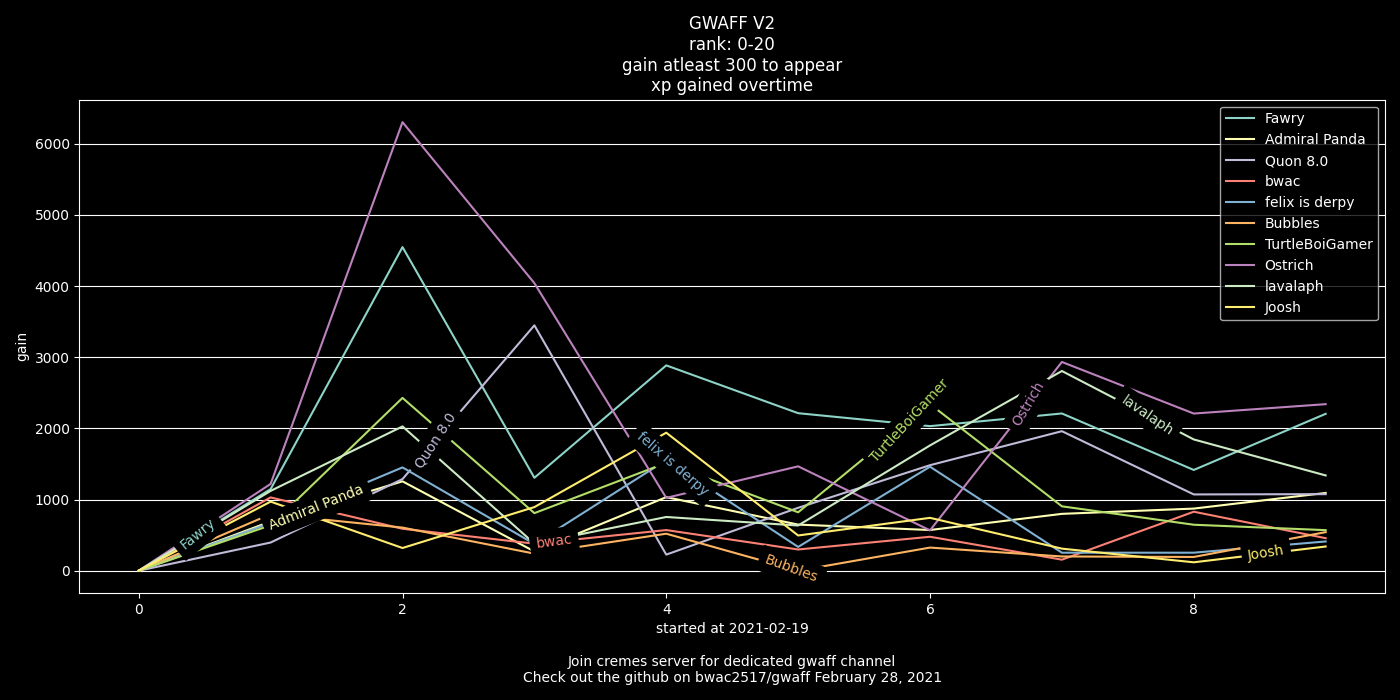 GWAFF V2
rank: 0-20
gain atleast 300 to appear
xp gained overtime
gain
6000
5000
4000
3000
2000
1000
0
Fawry
Admiral Panda
Quon 8.0
bwac
felix is derpy
Bubbles
TurtleBoiGamer
Ostrich
lavalaph
Joosh
Fawry
Admiral Panda
Quon 8.0
bwac
felix is derpy
Bubbles
TurtleBoiGamer
Ostrich
lavalaph
Joosh
0
2
4
6
8
started at 2021-02-19
Join cremes server for dedicated gwaff channel
Check out the github on bwac2517/gwaff February 28, 2021